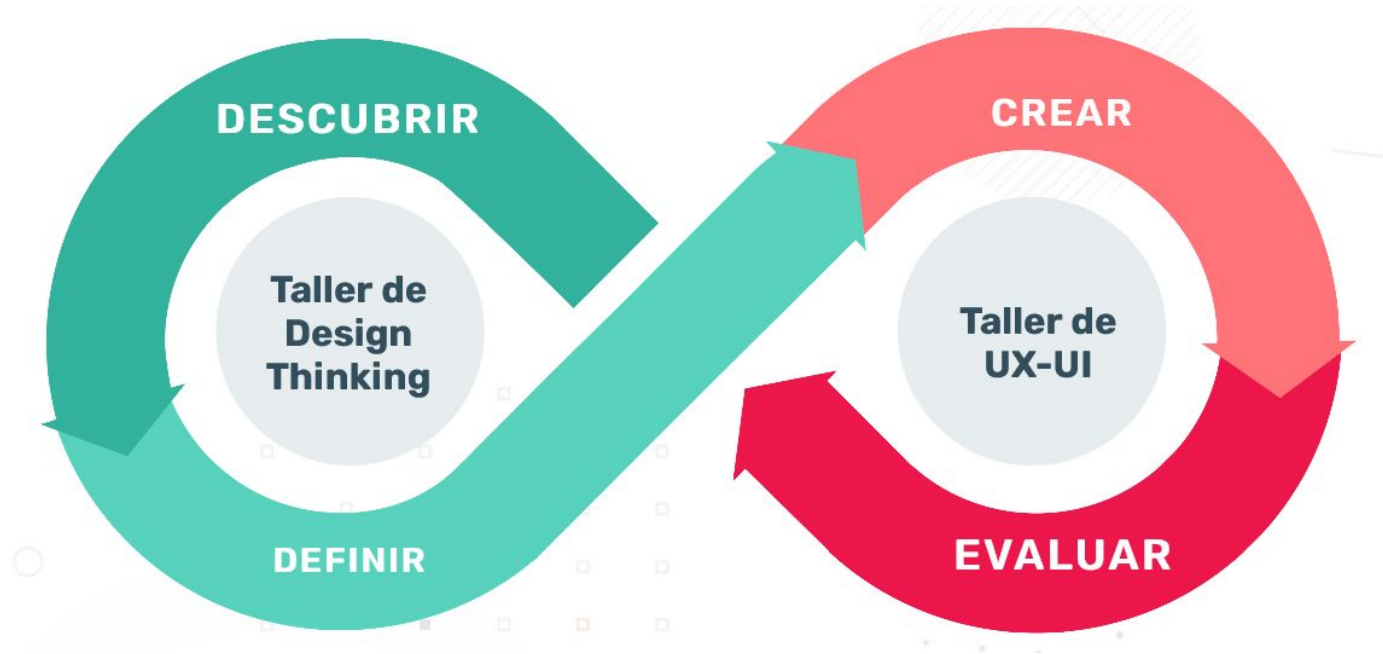 DESCUBRIR
Taller de
Design
Thinking
DEFINIR
CREAR
Taller de
UX-UI
EVALUAR